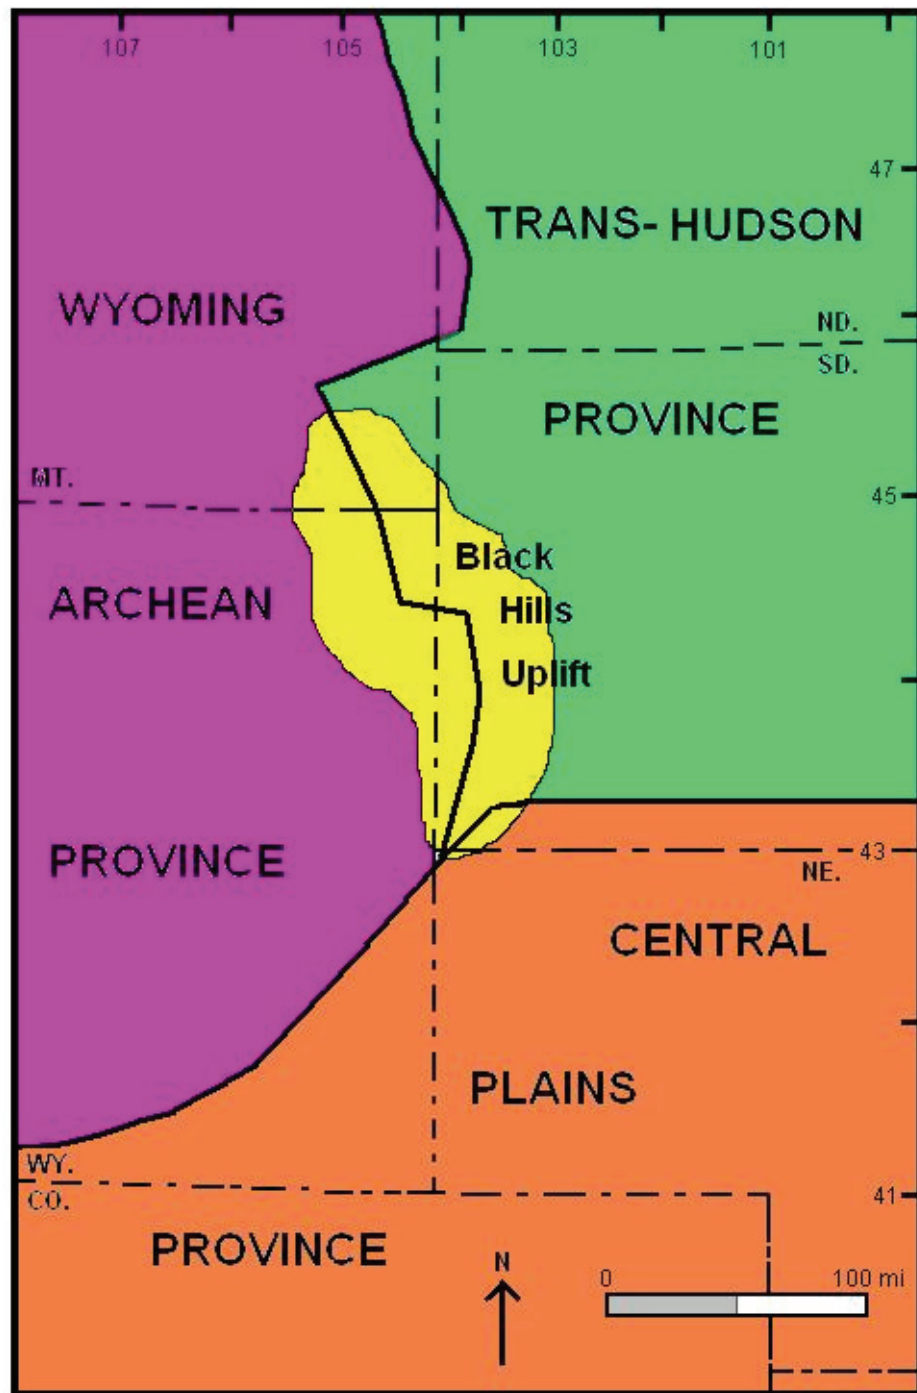 107 105 103 101
47
TRANS- HUDSON
WYOMING
ND.
SD.
PROVINCE
MT.
45
Black
Hills
Uplift
ARCHEAN
PROVINCE
43
NE.
CENTRAL
PLAINS
WY.
CO.
41
PROVINCE
N
0 100 mi